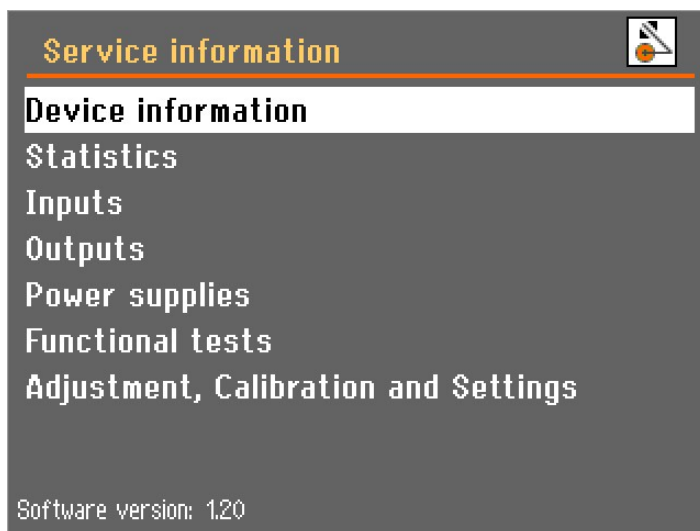 Service information
Device information
Statistics
Inputs
Outputs
Power supplies
Functional tests
Adjustment, Calibration and Settings
Software version: 1.20